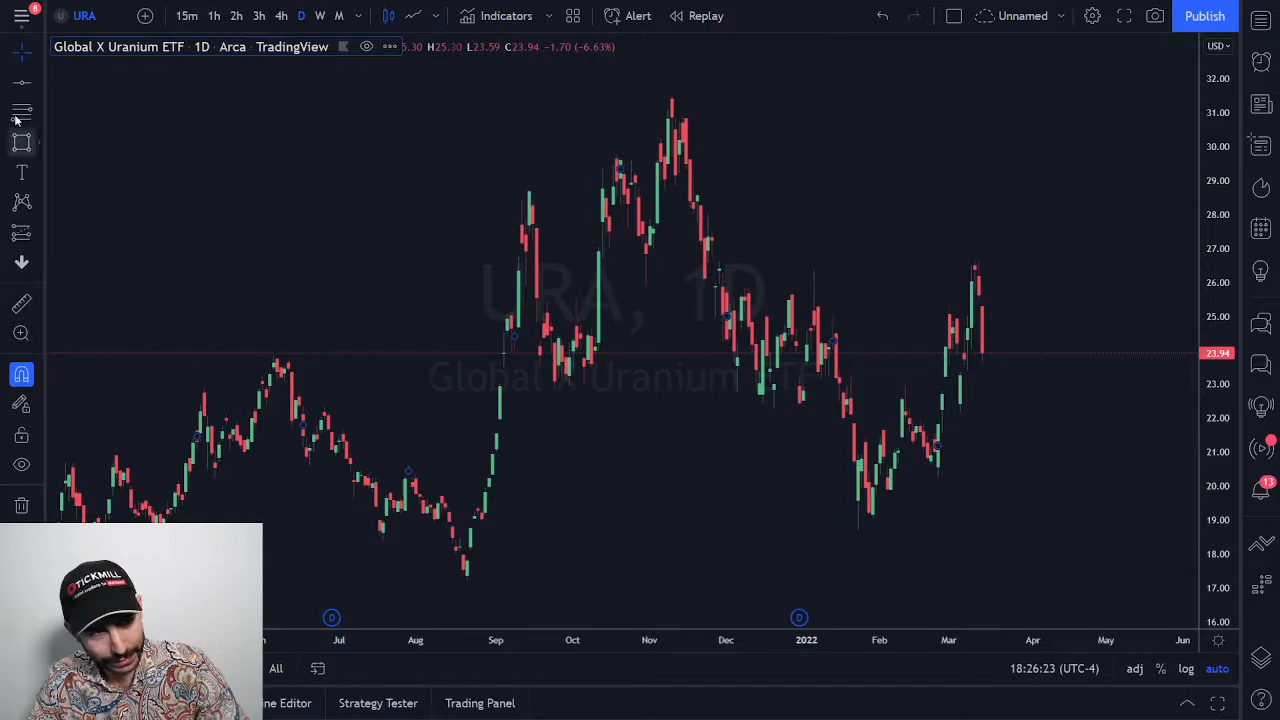 8
URA
15m 1h 2h 3h 4h D W M
Indicators
Alert
Replay
Unnamed
Publish
Global X Uranium ETF · 1D · Arca · TradingView
5.30 H25.30 L23.59 C23.94 −1.70 (−6.63%)
USD
32.00
31.00
30.00
29.00
28.00
27.00
26.00
25.00
23.94
23.00
22.00
21.00
20.00
19.00
18.00
17.00
16.00
URA, 1D
Global X Uranium ETF
13
TICKMILL
D
D
Jul Aug Sep Oct Nov Dec 2022 Feb Mar Apr May Jun
All
18:26:23 (UTC-4)
adj % log auto
ine Editor
Strategy Tester
Trading Panel